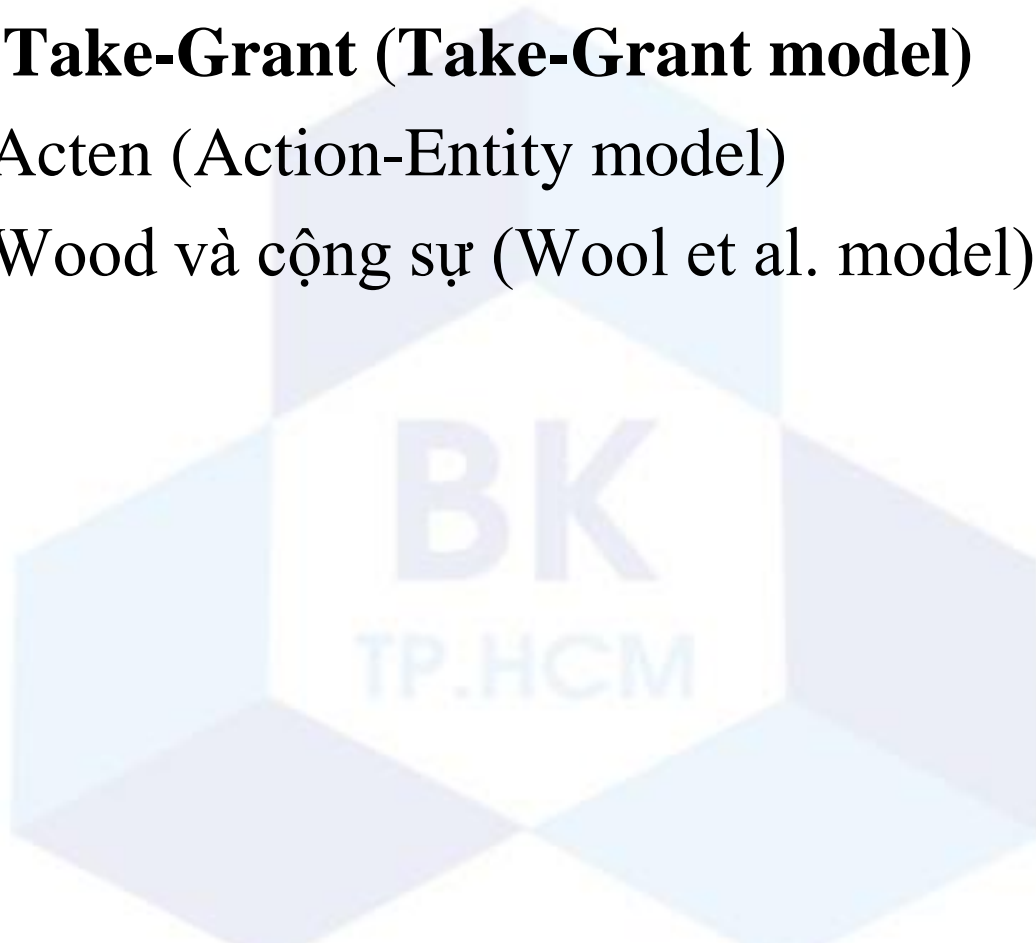 Take-Grant (Take-Grant model)
Acten (Action-Entity model)
Wood và cộng sự (Wool et al. model)
BK
TP.HCM